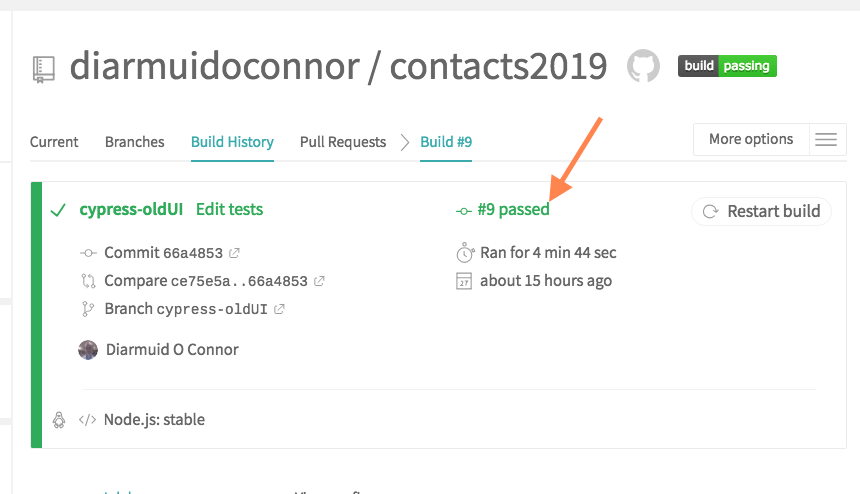 diarmuidoconnor / contacts2019
build passing
Current Branches Build History Pull Requests Build #9 More options
cypress-oldUI Edit tests #9 passed Restart build
Commit 66a4853 Ran for 4 min 44 sec
Compare ce75e5a..66a4853 27 about 15 hours ago
Branch cypress-oldUI
Diarmuid O Connor
</> Node.js: stable